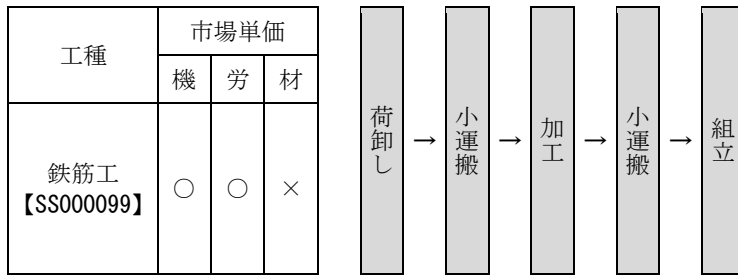 工種
市場単価
機 労 材
鉄筋工
【SS000099】
○ ○ ×
荷卸し → 小運搬 → 加工 → 小運搬 → 組立